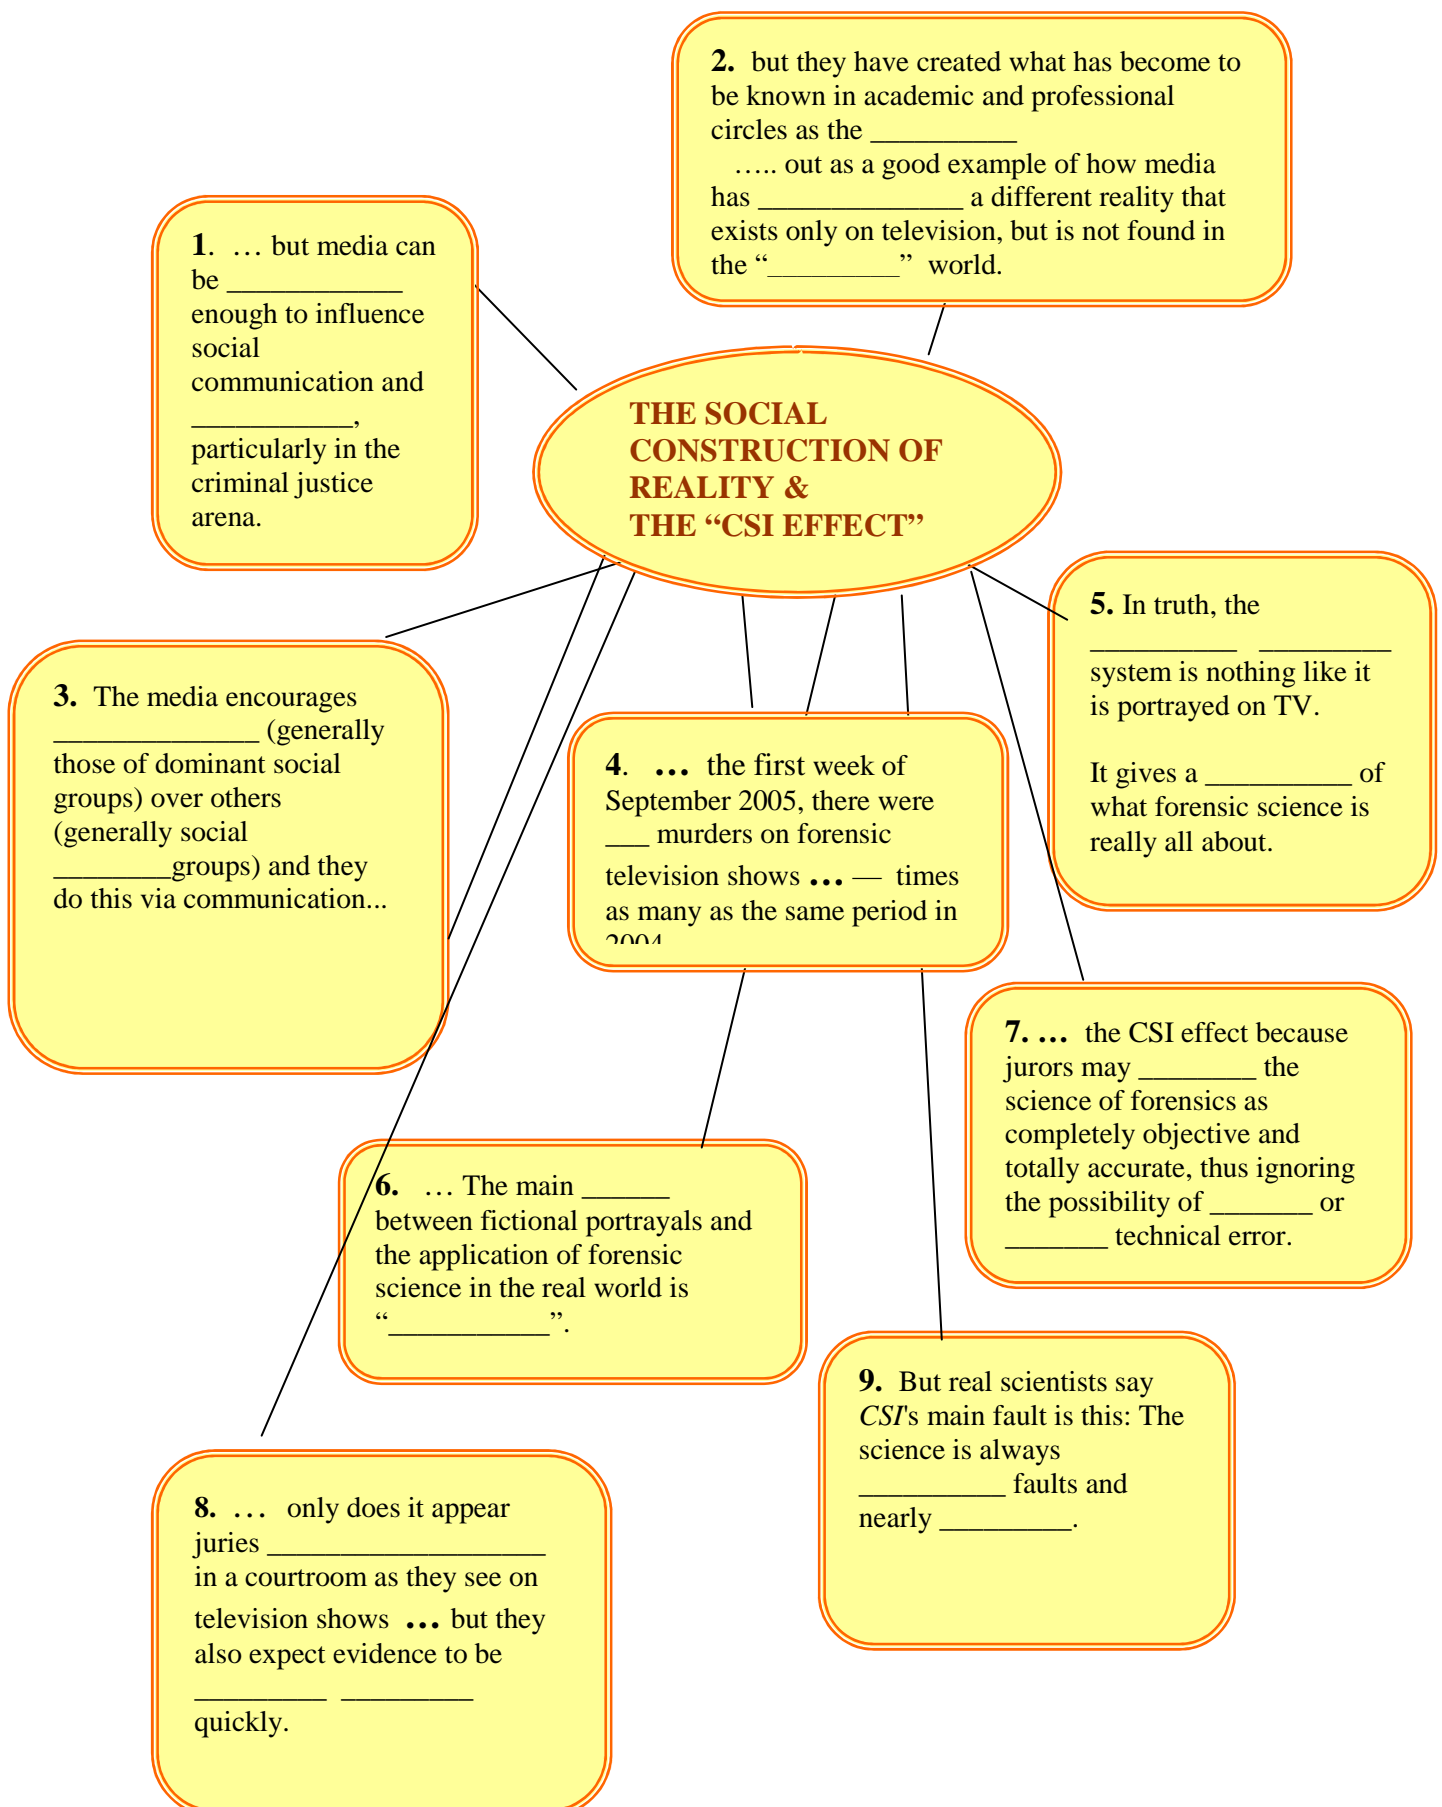 2. but they have created what has become to
be known in academic and professional
circles as the __________
….. out as a good example of how media
has ______________ a different reality that
exists only on television, but is not found in
the “_________” world.
1. … but media can
be ____________
enough to influence
social
communication and
___________,
particularly in the
criminal justice
arena.
THE SOCIAL
CONSTRUCTION OF
REALITY &
THE “CSI EFFECT”
5. In truth, the
__________ _________
system is nothing like it
is portrayed on TV.
It gives a __________ of
what forensic science is
really all about.
3. The media encourages
______________ (generally
those of dominant social
groups) over others
(generally social
________groups) and they
do this via communication...
4. … the first week of
September 2005, there were
___ murders on forensic
television shows … — times
as many as the same period in
2004
7. … the CSI effect because
jurors may ________ the
science of forensics as
completely objective and
totally accurate, thus ignoring
the possibility of _______ or
_______ technical error.
6. … The main ______
between fictional portrayals and
the application of forensic
science in the real world is
“___________”.
9. But real scientists say
CSI's main fault is this: The
science is always
__________ faults and
nearly _________.
8. … only does it appear
juries ___________________
in a courtroom as they see on
television shows … but they
also expect evidence to be
_________ _________
quickly.